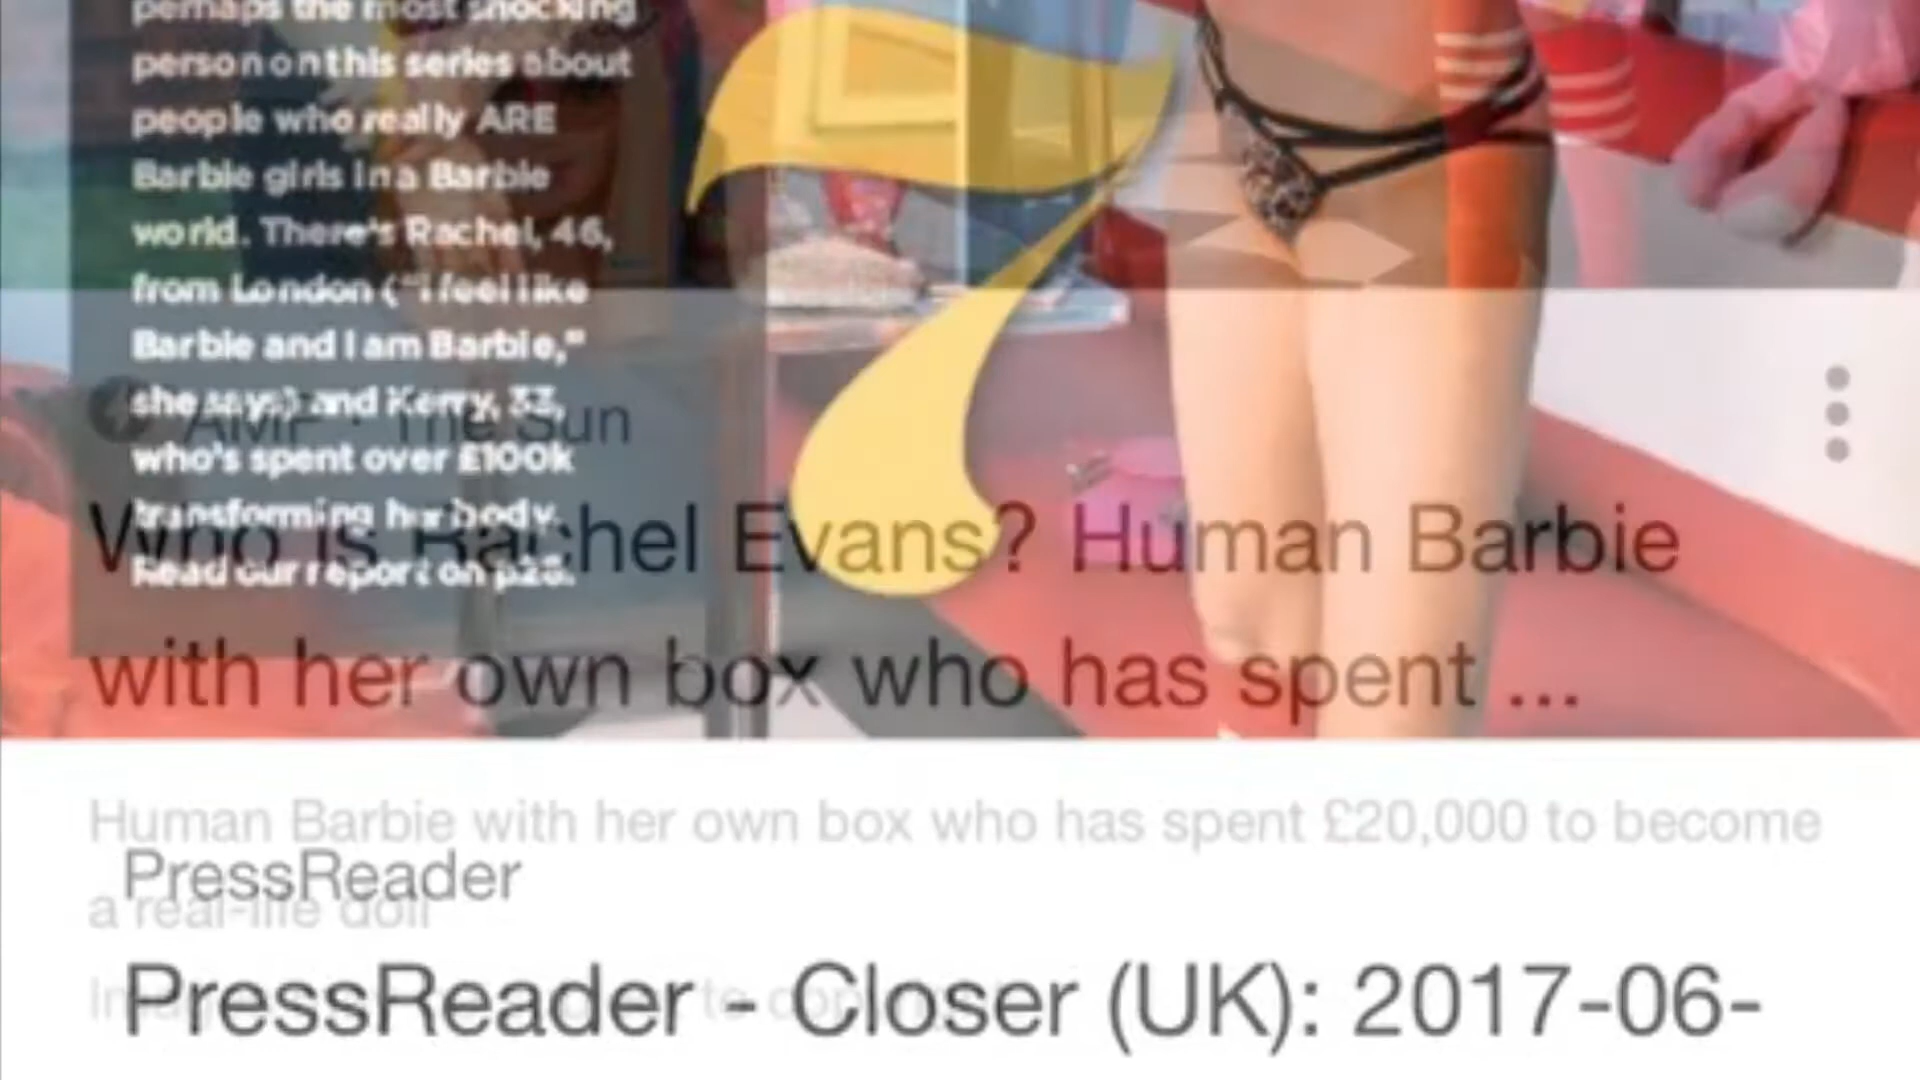 perhaps the most shocking
person on this series about
people who really ARE
Barbie girls in a Barbie
world. There's Rachel, 46,
from London ("i feel like
Barbie and I am Barbie,"
she says) and Kerry, 33,
who's spent over £100k
transforming her body.
Read our report on p28.
AMP · The Sun
Who is Rachel Evans? Human Barbie
with her own box who has spent ...
Human Barbie with her own box who has spent £20,000 to become
a real-life doll
PressReader
PressReader - Closer (UK): 2017-06-